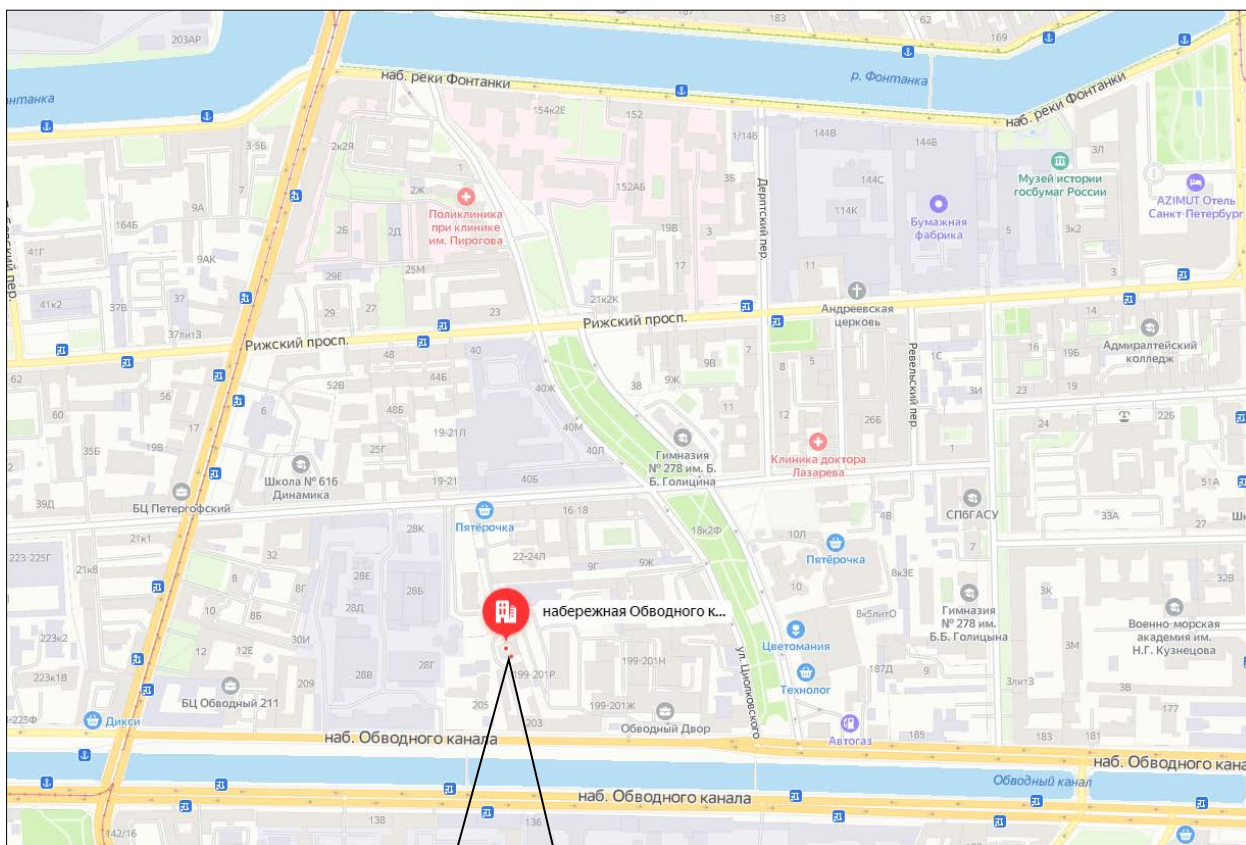 203АР
62
169
наб. реки Фонтанки
р. Фонтанка
наб. реки Фонтанки
154к2Е
152
144В
144Б
3·5Б
2к2Я
1/146
3Л
Музей истории
госбумаг России
1
7
152АБ
3Б
144С
AZIMUT Отель
Санкт-Петербург
2Ж
9А
Поликлиника
при клинике
им. Пирогова
Дерптский пер.
114К
Бумажная
фабрика
164Б
2Б
2Д
19В
5
3к2
41Г
9АК
17
11
3
29Е
25М
41к2
37В
37
29
27
23
21к2К
Андреевская
церковь
14
37лит3
Рижский просп.
Рижский просп.
Адмиралтейский
колледж
48
40
7
16
19Б
62
44Б
9В
8
5
1С
Ревельский пер.
56
52В
40Ж
38
9Ж
3И
23
19
60
17
6
48Б
11
12
26Б
22Б
35Б
19В
19-21Л
40М
24
25Г
40Л
Гимназия
№ 278 им. Б.
Б. Голицына
Клиника доктора
Лазарева
1
Школа № 616
Динамика
19-21
40Б
БЦ Петергофский
39Д
51А
Пятёрочка
16-18
СПбГАСУ
33А
27
28К
18к2Ф
4В
10Л
21к1
223-225Г
22-24Л
7
Пятёрочка
32
9Г
9Ж
21к8
28Е
28Б
8
8Г
10
8к3Е
3К
10
8Б
28Д
набережная Обводного к...
8к5литО
Гимназия
№ 278 им.
Б.Б. Голицына
Военно-морская
академия им.
Н.Г. Кузнецова
223к2
30И
12
12Е
Цветомания
3М
28Г
199-201Н
ул. Циолковского
187Д
9
223к1В
209
28В
99-201Р
Технолог
3лит3
3В
БЦ Обводный 211
205
199-201Ж
177
Дикси
203
Обводный Двор
Автогаз
185
183
181
наб. Обводного канала
наб. Обводного кана
Обводный канал
наб. Обводного канала
138
136
142/16